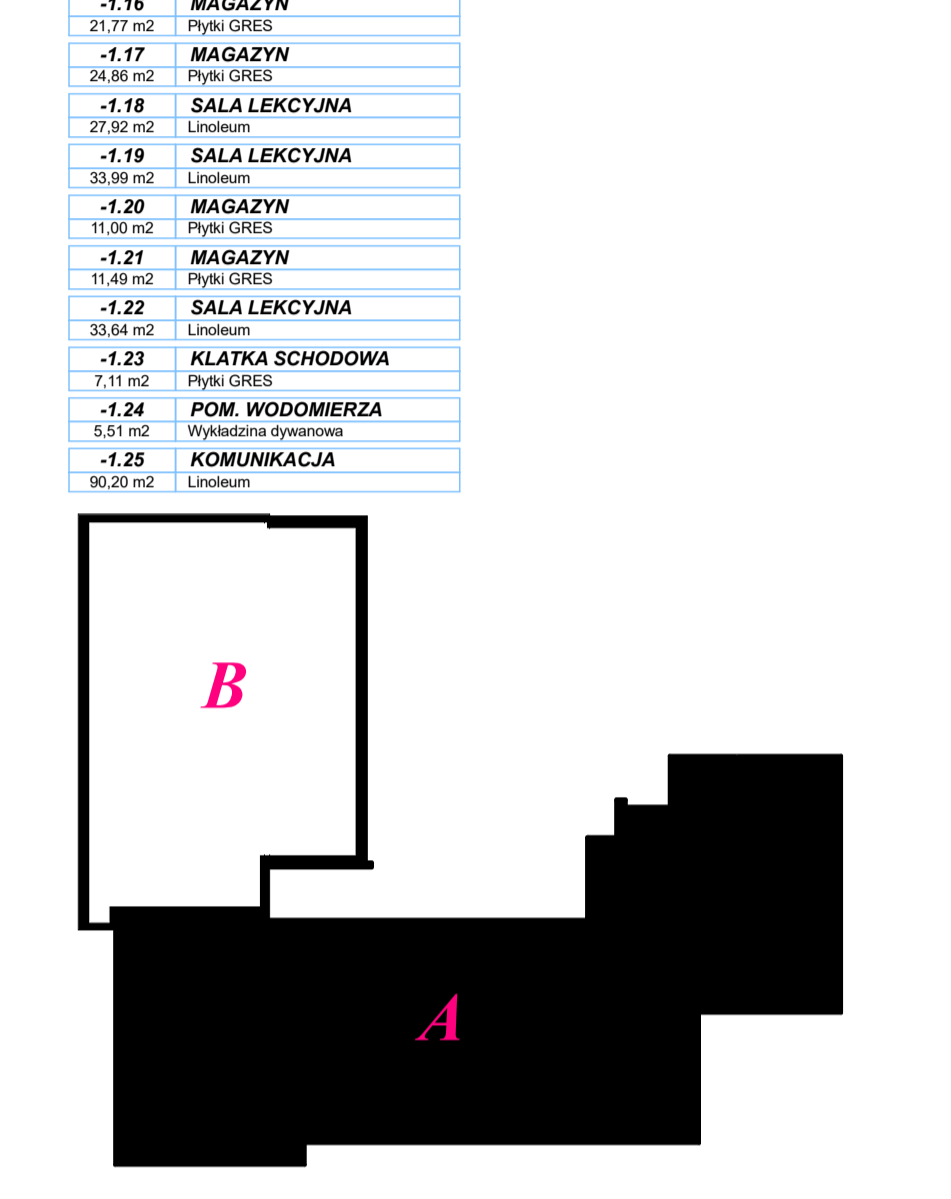 -1.16 MAGAZYN
21,77 m2 Płytki GRES
-1.17 MAGAZYN
24,86 m2 Płytki GRES
-1.18 SALA LEKCYJNA
27,92 m2 Linoleum
-1.19 SALA LEKCYJNA
33,99 m2 Linoleum
-1.20 MAGAZYN
11,00 m2 Płytki GRES
-1.21 MAGAZYN
11,49 m2 Płytki GRES
-1.22 SALA LEKCYJNA
33,64 m2 Linoleum
-1.23 KLATKA SCHODOWA
7,11 m2 Płytki GRES
-1.24 POM. WODOMIERZA
5,51 m2 Wykładzina dywanowa
-1.25 KOMUNIKACJA
90,20 m2 Linoleum
B
A